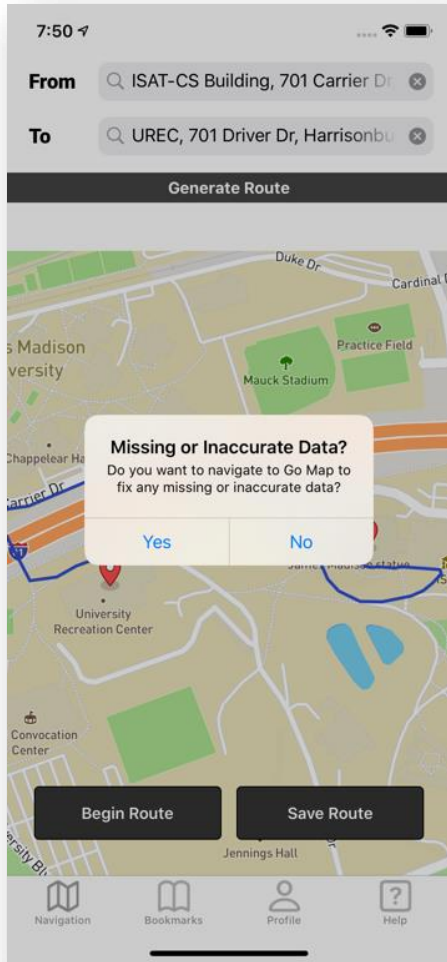 7:50
From
ISAT-CS Building, 701 Carrier Dr
To
UREC, 701 Driver Dr, Harrisonbu
Generate Route
Duke Dr
Cardinal
s Madison
versity
Practice Field
Mauck Stadium
Missing or Inaccurate Data?
Chappelear Ha
Do you want to navigate to Go Map to
fix any missing or inaccurate data?
Carrier Dr
Yes
No
James Madison statue
University
Recreation Center
Convocation
Center
Begin Route
Save Route
Jennings Hall
Navigation
Bookmarks
Profile
Help